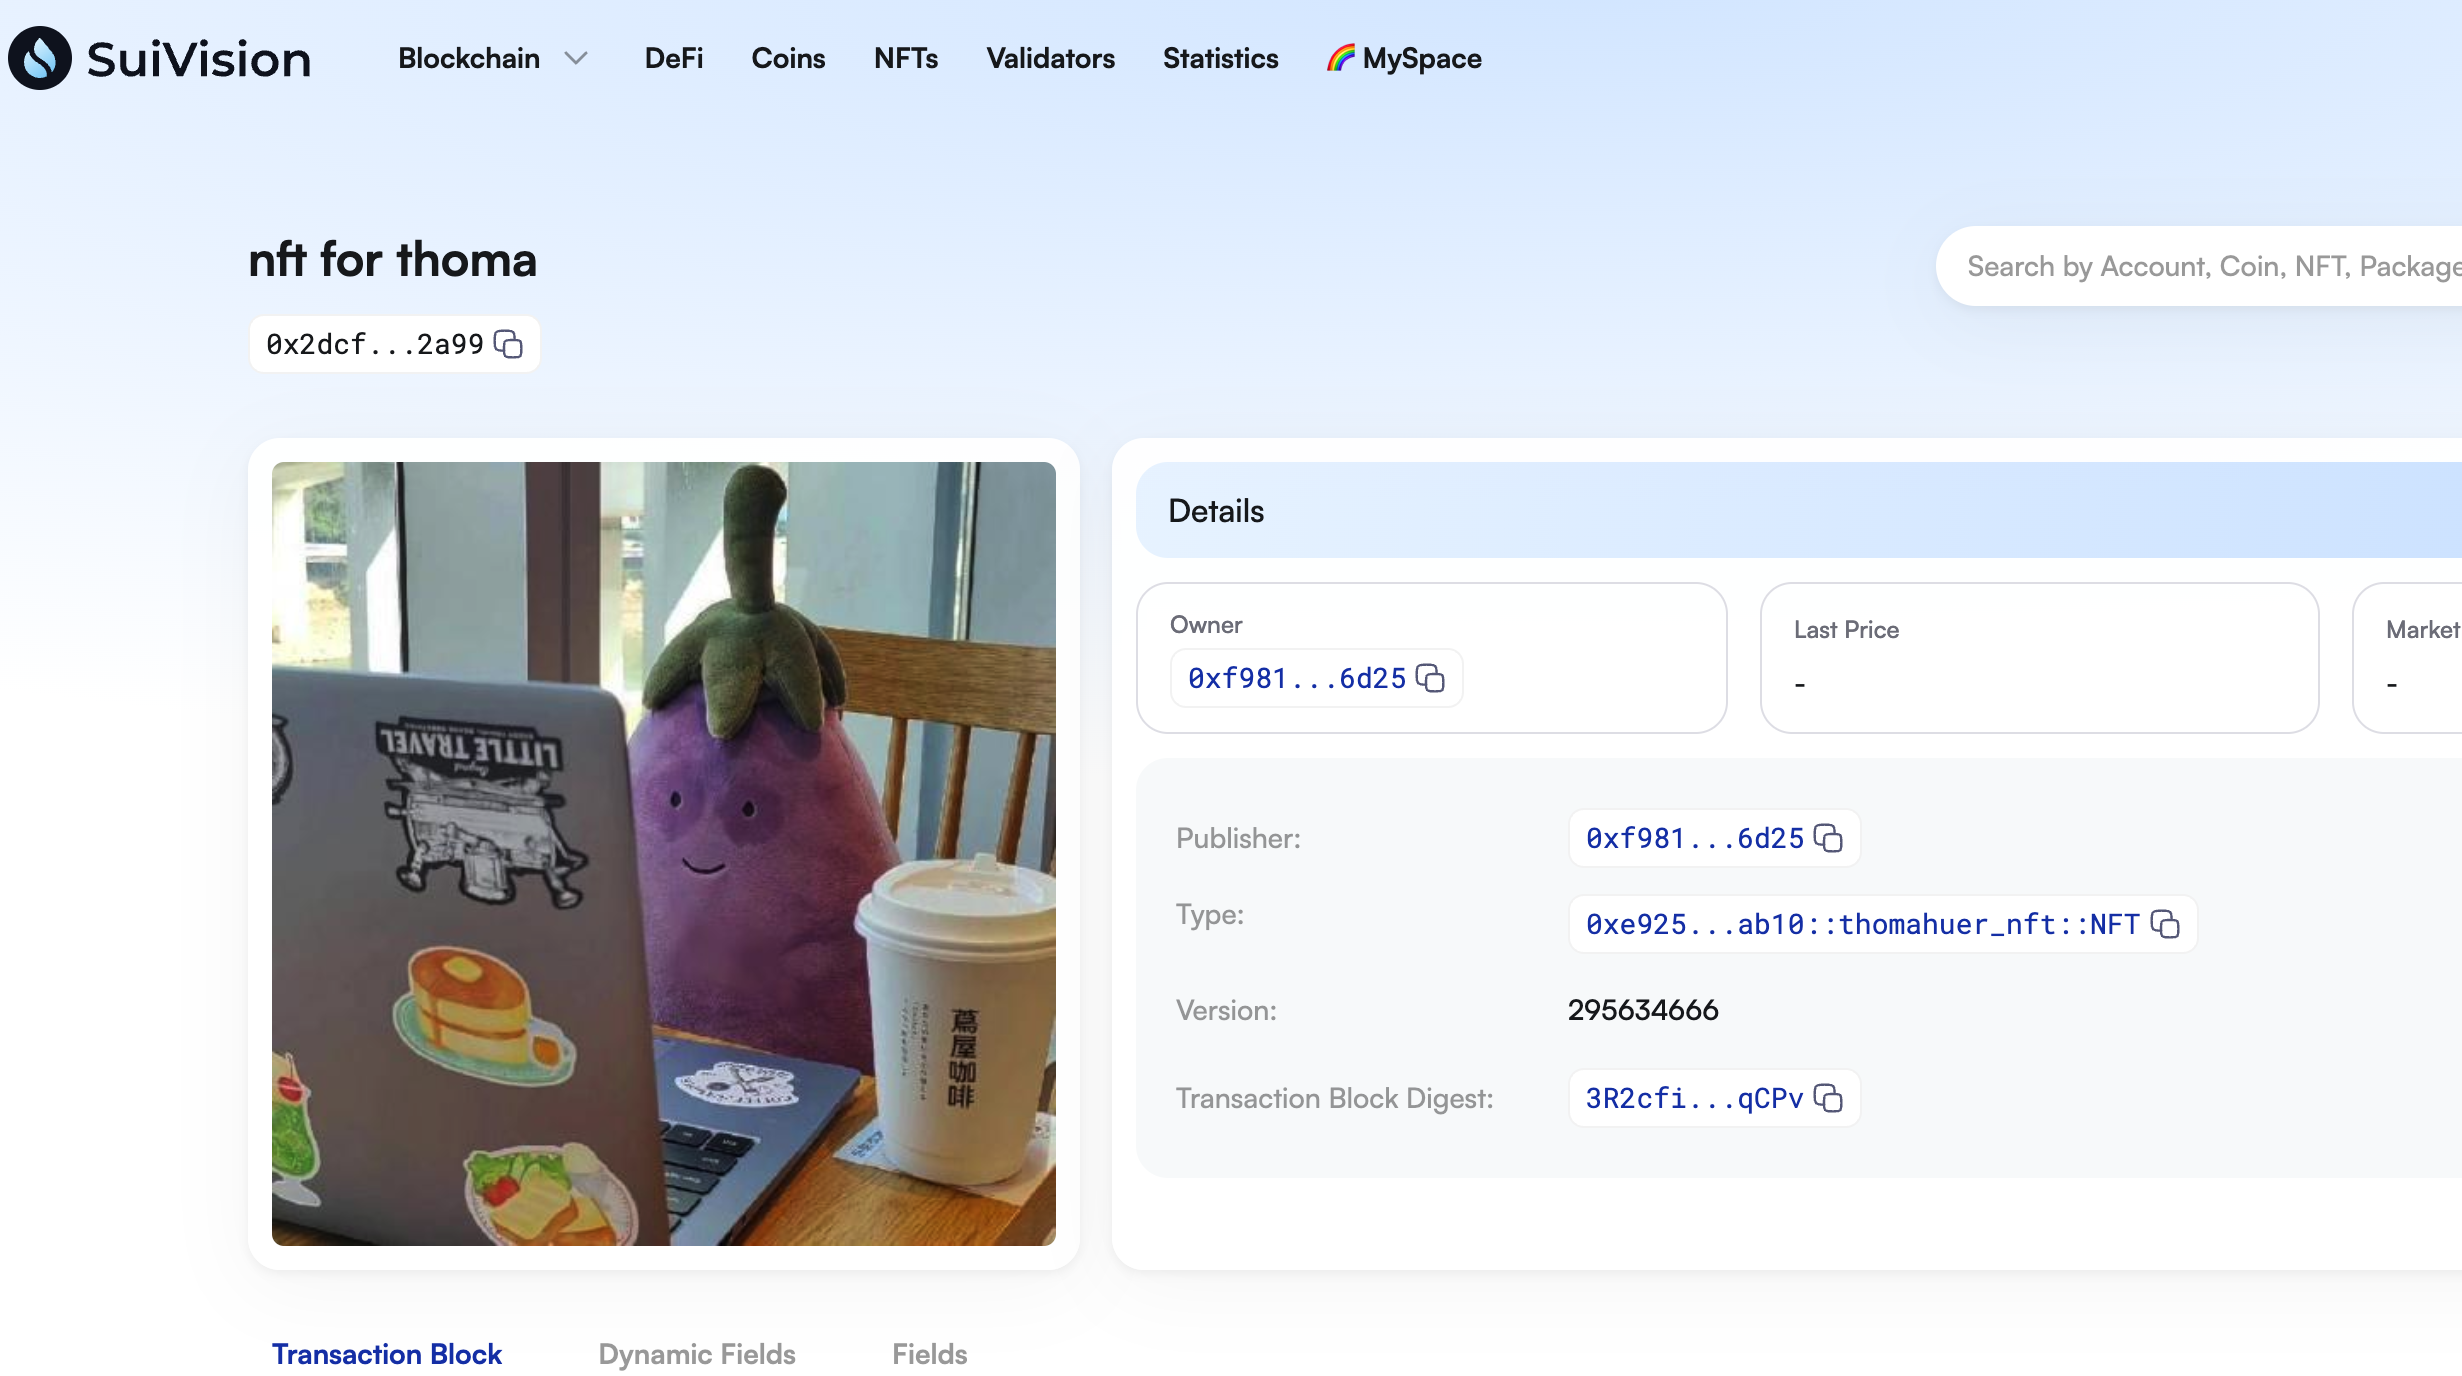 SuiVision
Blockchain
DeFi
Coins
NFTs
Validators
Statistics
MySpace
nft for thoma
Search by Account, Coin, NFT, Package
0x2dcf...2a99
LITTLE TRAVEL
蔦屋咖啡
Details
Owner
0xf981...6d25
Last Price
-
Market
-
Publisher:
0xf981...6d25
Type:
0xe925...ab10::thomahuer_nft::NFT
Version:
295634666
Transaction Block Digest:
3R2cfi...qCPv
Transaction Block
Dynamic Fields
Fields